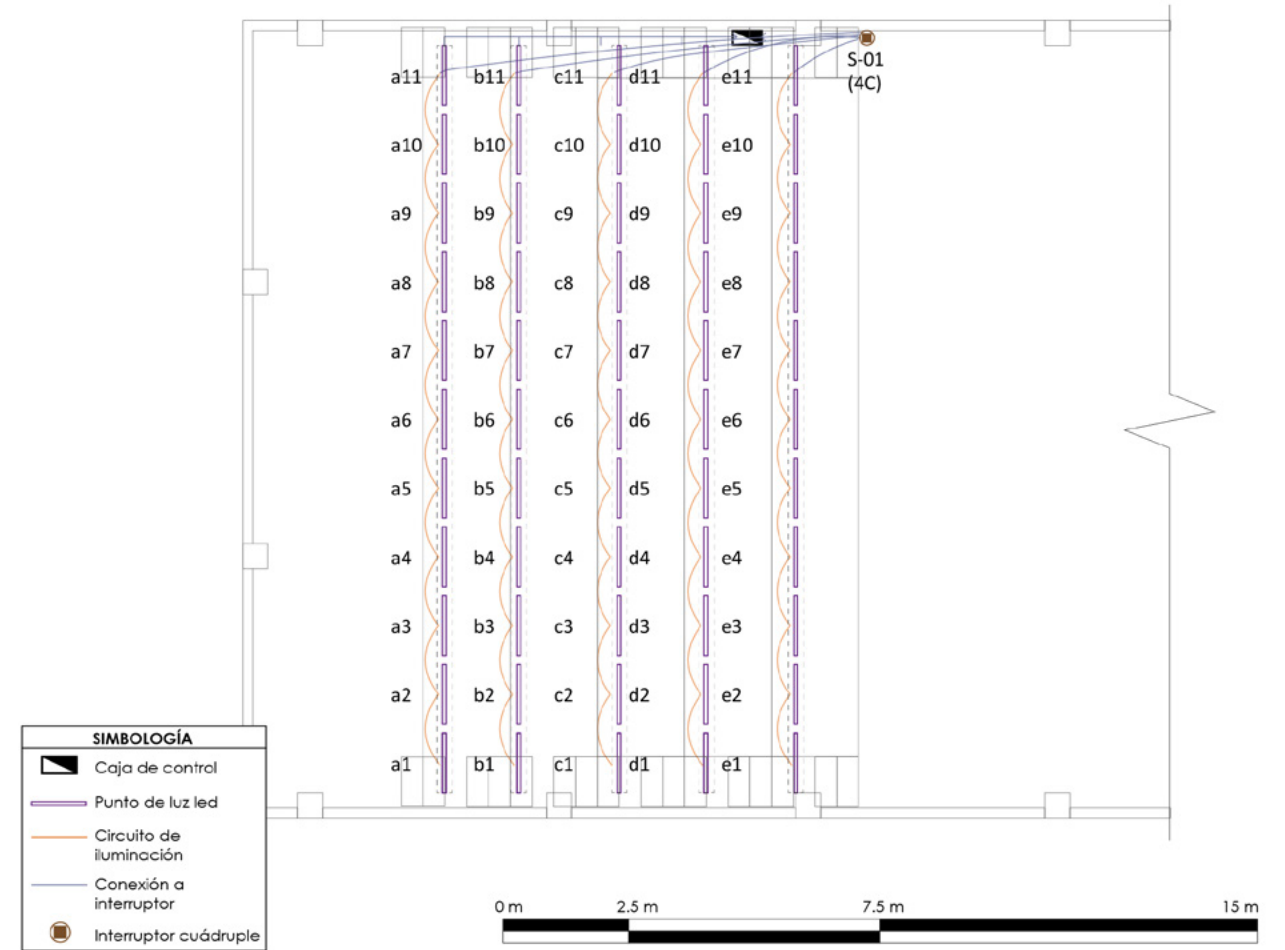 S-01
(4C)
a11 b11 c11 d11 e11
a10 b10 c10 d10 e10
a9 b9 c9 d9 e9
a8 b8 c8 d8 e8
a7 b7 c7 d7 e7
a6 b6 c6 d6 e6
a5 b5 c5 d5 e5
a4 b4 c4 d4 e4
a3 b3 c3 d3 e3
a2 b2 c2 d2 e2
a1 b1 c1 d1 e1
SIMBOLOGÍA
Caja de control
Punto de luz led
Circuito de
iluminación
Conexión a
interruptor
Interruptor cuádruple
0 m 2.5 m 7.5 m 15 m